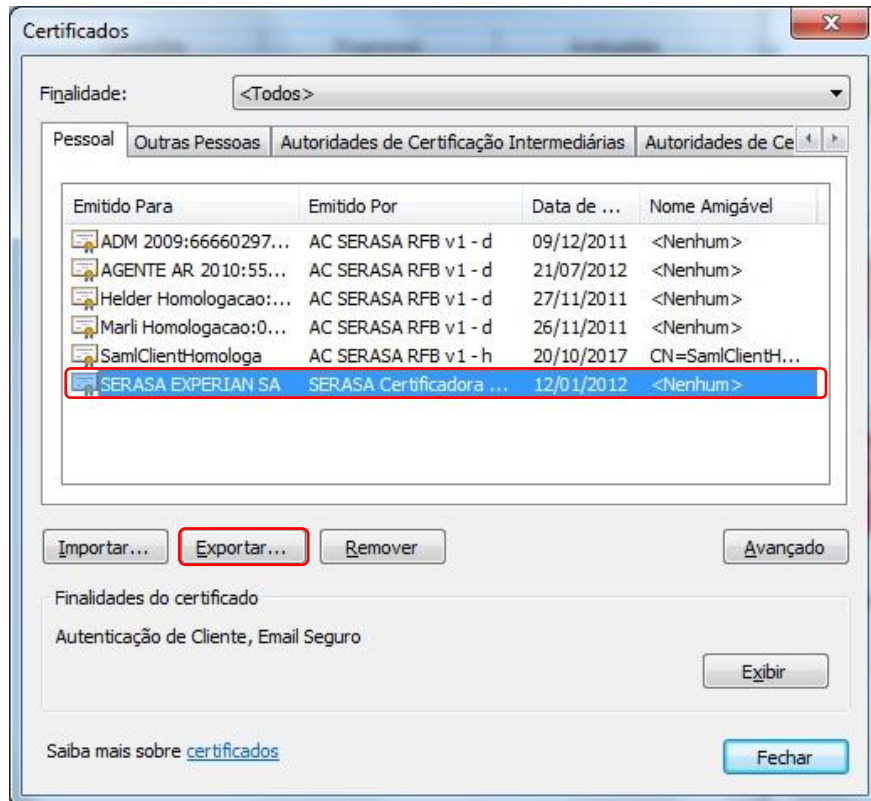 Certificados
Finalidade: <Todos>
Pessoal Outras Pessoas Autoridades de Certificação Intermediárias Autoridades de Ce
Emitido Para Emitido Por Data de ... Nome Amigável
ADM 2009:66660297... AC SERASA RFB v1 - d 09/12/2011 <Nenhum>
AGENTE AR 2010:55... AC SERASA RFB v1 - d 21/07/2012 <Nenhum>
Helder Homologacao:... AC SERASA RFB v1 - d 27/11/2011 <Nenhum>
Marli Homologacao:0... AC SERASA RFB v1 - d 26/11/2011 <Nenhum>
SamlClientHomologa AC SERASA RFB v1 - h 20/10/2017 CN=SamlClientH...
SERASA EXPERIAN SA SERASA Certificadora ... 12/01/2012 <Nenhum>
Importar... Exportar... Remover Avançado
Finalidades do certificado
Autenticação de Cliente, Email Seguro
Exibir
Saiba mais sobre certificados
Fechar